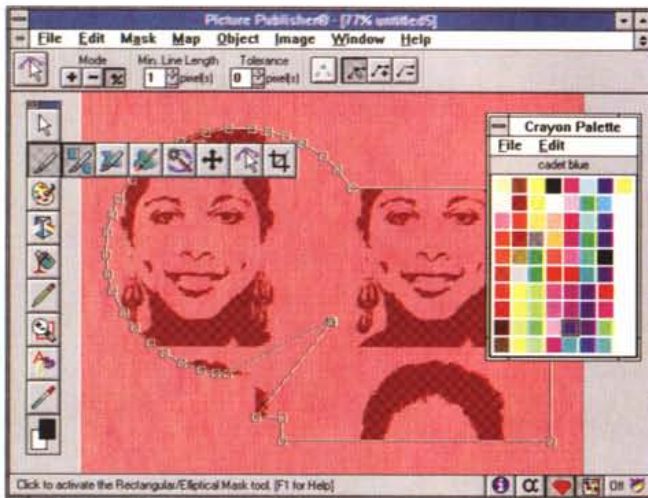 Picture Publisher® - [77% untitled5]
File Edit Mask Map Object Image Window Help
Mode
Min. Line Length
Tolerance
+ - %
1 pixel(s)
0 pixel(s)
Crayon Palette
File Edit
cadet blue
Click to activate the Rectangular/Elliptical Mask tool. [F1 for Help]
Off